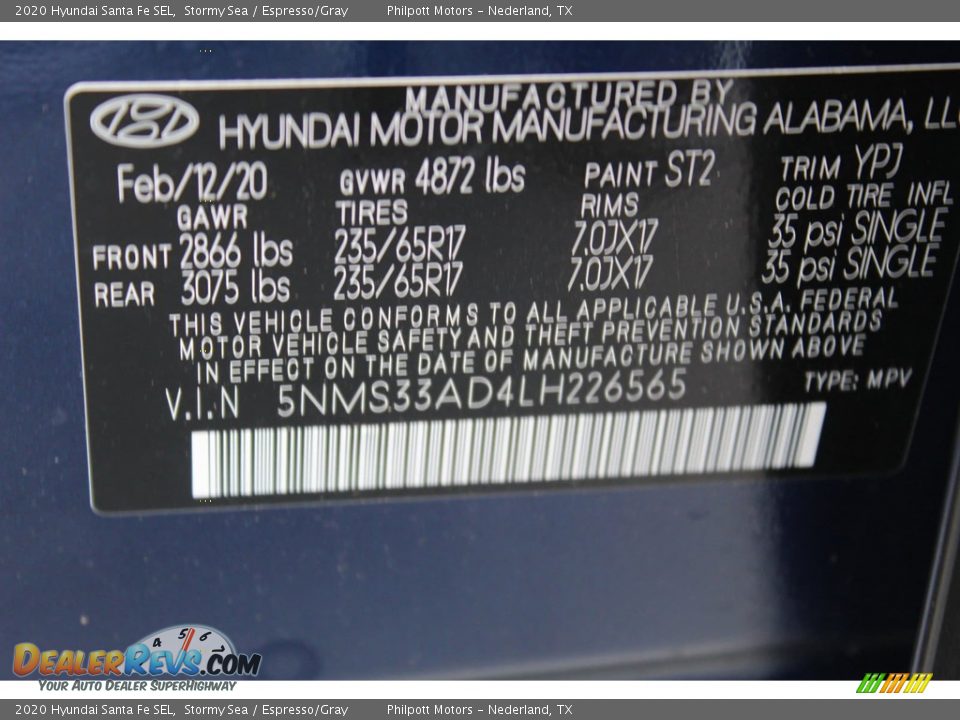 2020 Hyundai Santa Fe SEL, Stormy Sea / Espresso/Gray Philpott Motors - Nederland, TX
MANUFACTURED BY
HYUNDAI MOTOR MANUFACTURING ALABAMA, LL
Feb/12/20 GVWR 4872 lbs PAINT ST2 TRIM YPJ
GAWR TIRES RIMS COLD TIRE INFL
FRONT 2866 lbs 235/65R17 7.0JX17 35 psi SINGLE
REAR 3075 lbs 235/65R17 7.0JX17 35 psi SINGLE
THIS VEHICLE CONFORMS TO ALL APPLICABLE U.S.A. FEDERAL
MOTOR VEHICLE SAFETY AND THEFT PREVENTION STANDARDS
IN EFFECT ON THE DATE OF MANUFACTURE SHOWN ABOVE
V.I.N 5NMS33AD4LH226565 TYPE: MPV
4 5 6
DEALERREVS.COM
YOUR AUTO DEALER SUPERHIGHWAY
2020 Hyundai Santa Fe SEL, Stormy Sea / Espresso/Gray Philpott Motors - Nederland, TX